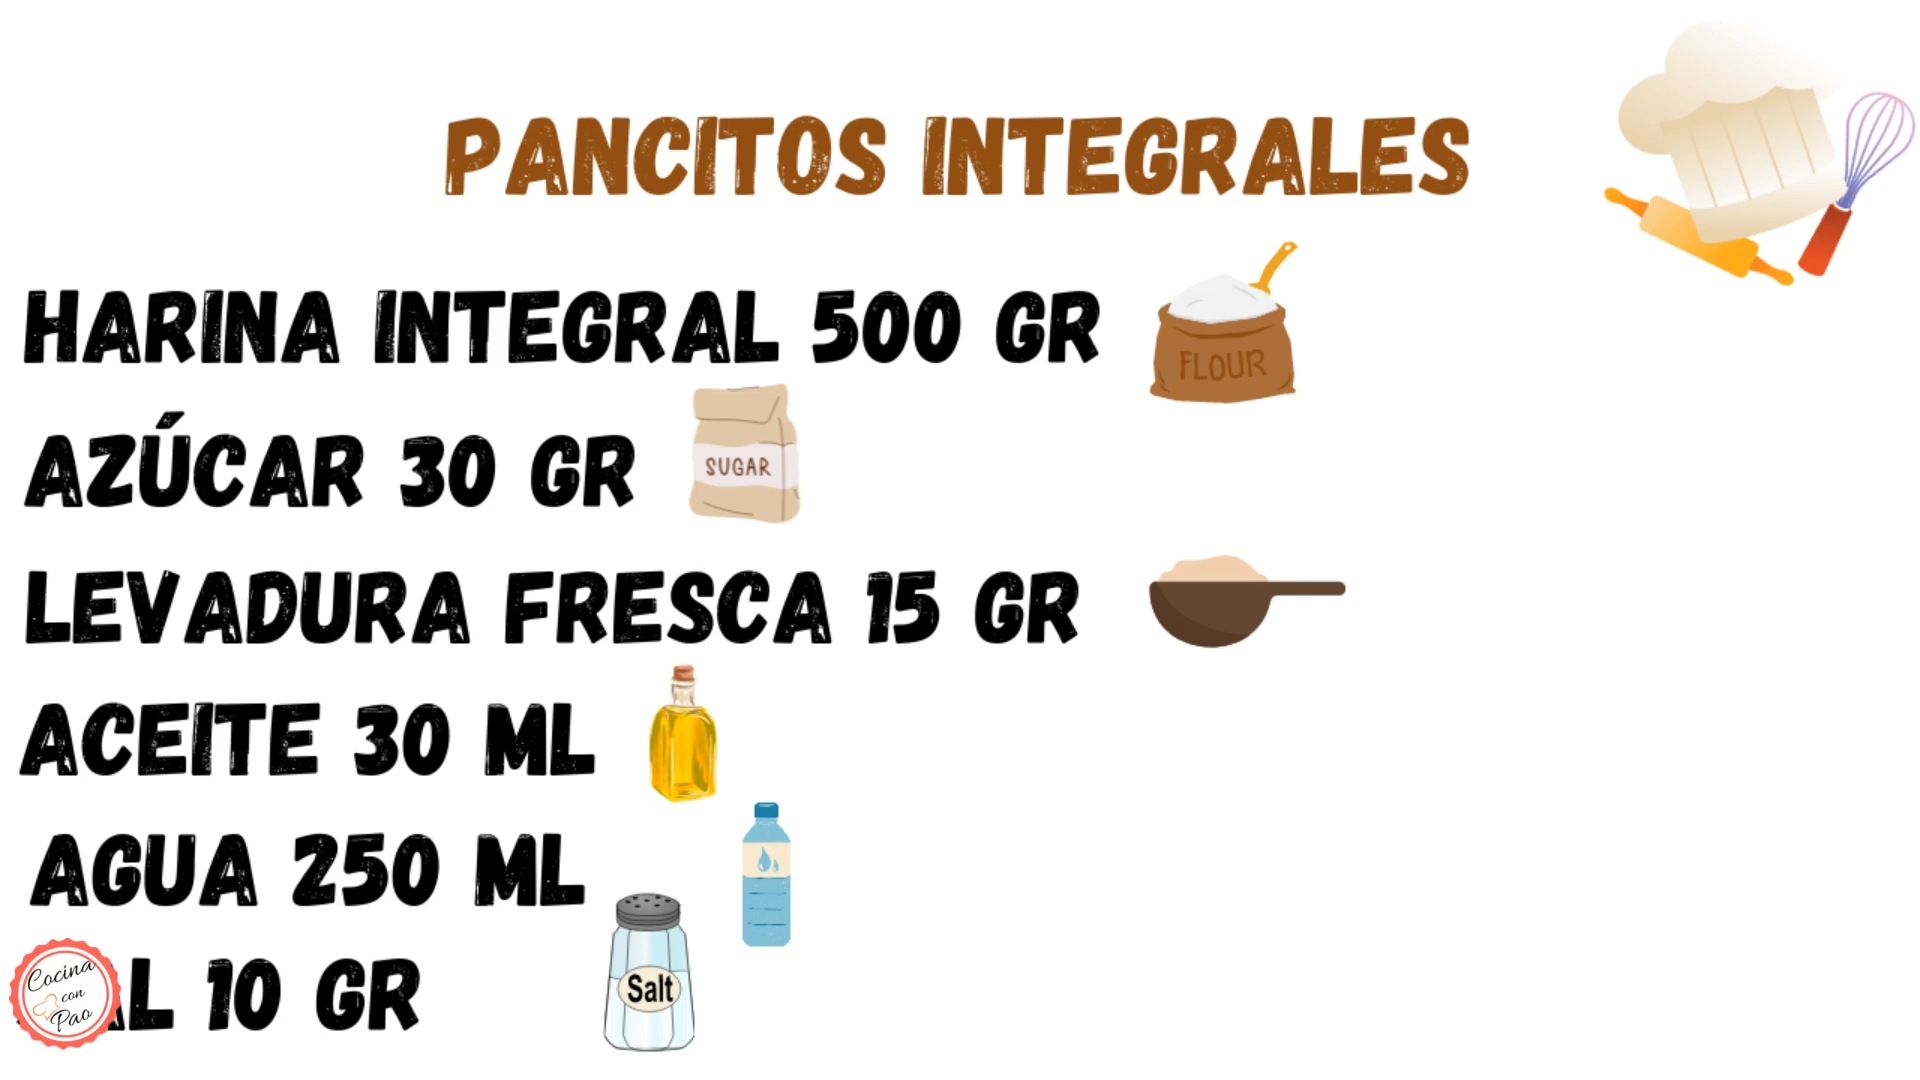 PANCITOS INTEGRALES
HARINA INTEGRAL 500 GR
FLOUR
AZÚCAR 30 GR
SUGAR
LEVADURA FRESCA 15 GR
ACEITE 30 ML
AGUA 250 ML
10 GR
Salt
Cocina
con
Pao